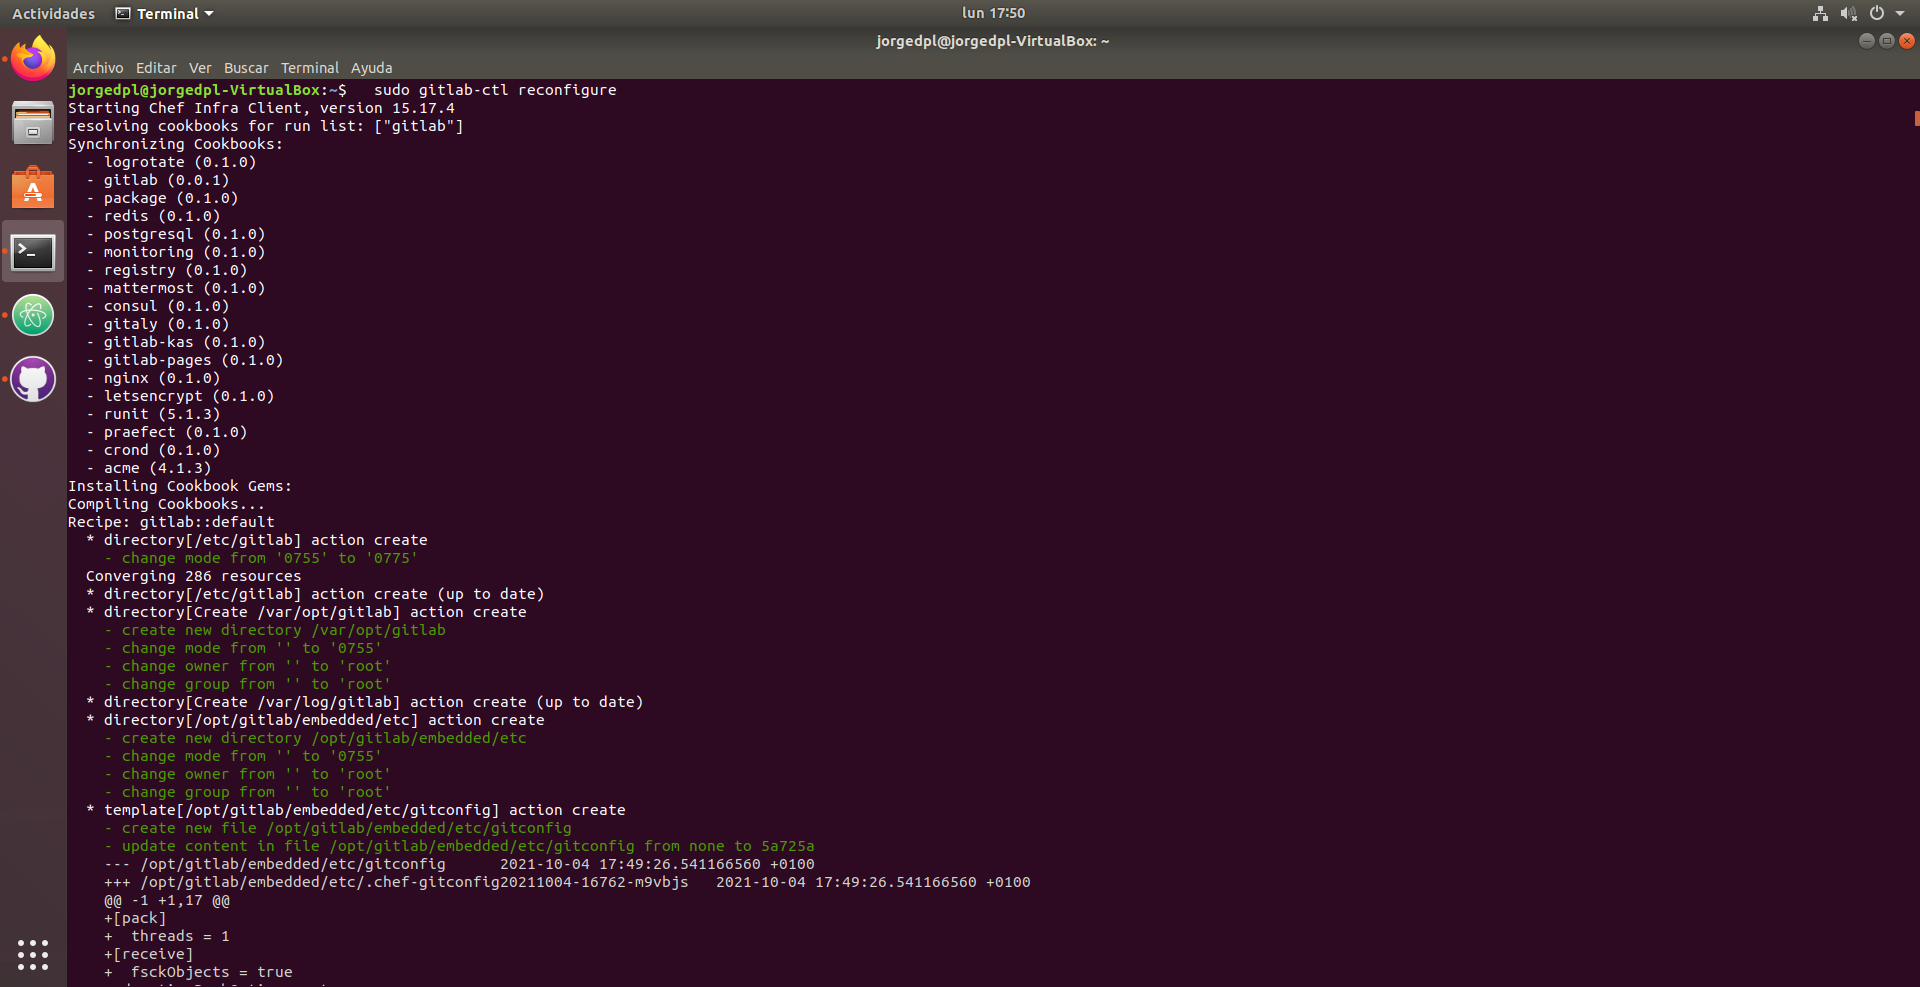 Actividades
Terminal
lun 17:50
jorgedpl@jorgedpl-VirtualBox: ~
Archivo Editar Ver Buscar Terminal Ayuda
jorgedpl@jorgedpl-VirtualBox:~$   sudo gitlab-ctl reconfigure
Starting Chef Infra Client, version 15.17.4
resolving cookbooks for run list: ["gitlab"]
Synchronizing Cookbooks:
  - logrotate (0.1.0)
  - gitlab (0.0.1)
  - package (0.1.0)
  - redis (0.1.0)
  - postgresql (0.1.0)
  - monitoring (0.1.0)
  - registry (0.1.0)
  - mattermost (0.1.0)
  - consul (0.1.0)
  - gitaly (0.1.0)
  - gitlab-kas (0.1.0)
  - gitlab-pages (0.1.0)
  - nginx (0.1.0)
  - letsencrypt (0.1.0)
  - runit (5.1.3)
  - praefect (0.1.0)
  - crond (0.1.0)
  - acme (4.1.3)
Installing Cookbook Gems:
Compiling Cookbooks...
Recipe: gitlab::default
  * directory[/etc/gitlab] action create
    - change mode from '0755' to '0775'
  Converging 286 resources
  * directory[/etc/gitlab] action create (up to date)
  * directory[Create /var/opt/gitlab] action create
    - create new directory /var/opt/gitlab
    - change mode from '' to '0755'
    - change owner from '' to 'root'
    - change group from '' to 'root'
  * directory[Create /var/log/gitlab] action create (up to date)
  * directory[/opt/gitlab/embedded/etc] action create
    - create new directory /opt/gitlab/embedded/etc
    - change mode from '' to '0755'
    - change owner from '' to 'root'
    - change group from '' to 'root'
  * template[/opt/gitlab/embedded/etc/gitconfig] action create
    - create new file /opt/gitlab/embedded/etc/gitconfig
    - update content in file /opt/gitlab/embedded/etc/gitconfig from none to 5a725a
    --- /opt/gitlab/embedded/etc/gitconfig      2021-10-04 17:49:26.541166560 +0100
    +++ /opt/gitlab/embedded/etc/.chef-gitconfig20211004-16762-m9vbjs   2021-10-04 17:49:26.541166560 +0100
    @@ -1 +1,17 @@
    +[pack]
    +  threads = 1
    +[receive]
    +  fsckObjects = true